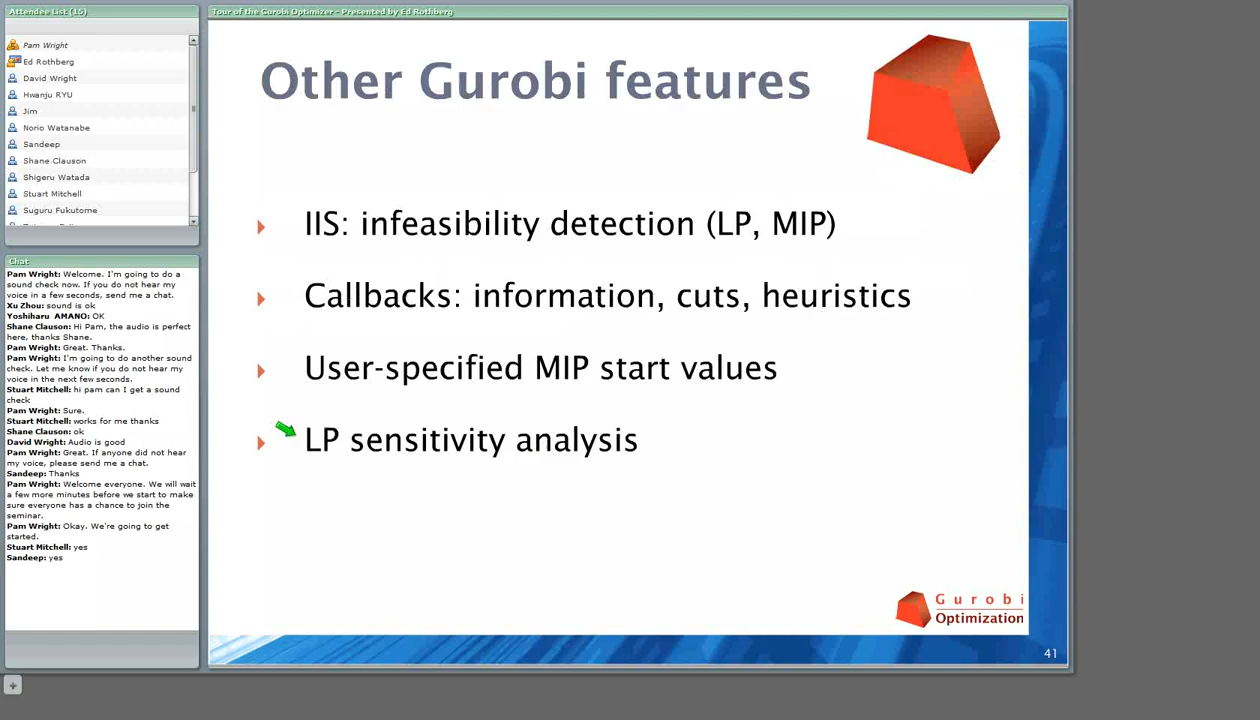 Attendee List (15)
Pam Wright
Ed Rothberg
David Wright
Hwanju RYU
Jim
Norio Watanabe
Sandeep
Shane Clauson
Shigeru Watada
Stuart Mitchell
Suguru Fukutome
Chat
Pam Wright: Welcome. I'm going to do a
sound check now. If you do not hear my
voice in a few seconds, send me a chat.
Xu Zhou: sound is ok
Yoshiharu AMANO: OK
Shane Clauson: Hi Pam, the audio is perfect
here, thanks Shane.
Pam Wright: Great. Thanks.
Pam Wright: I'm going to do another sound
check. Let me know if you do not hear my
voice in the next few seconds.
Stuart Mitchell: hi pam can I get a sound
check
Pam Wright: Sure.
Stuart Mitchell: works for me thanks
Shane Clauson: ok
David Wright: Audio is good
Pam Wright: Great. If anyone did not hear
my voice, please send me a chat.
Sandeep: Thanks
Pam Wright: Welcome everyone. We will wait
a few more minutes before we start to make
sure everyone has a chance to join the
seminar.
Pam Wright: Okay. We're going to get
started.
Stuart Mitchell: yes
Sandeep: yes
Tour of the Gurobi Optimizer - Presented by Ed Rothberg
Other Gurobi features
IIS: infeasibility detection (LP, MIP)
Callbacks: information, cuts, heuristics
User-specified MIP start values
LP sensitivity analysis
Gurobi
Optimization
41